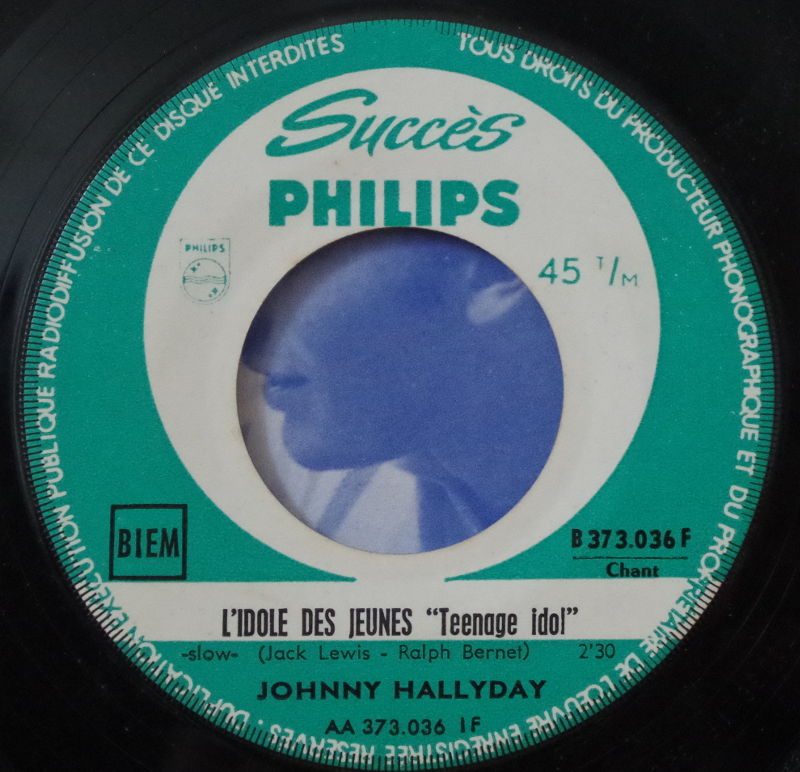 TOUS DROITS DU PRODUCTEUR PHONOGRAPHIQUE ET DU PROPRIÉTAIRE DE L'ŒUVRE ENREGISTRÉE RÉSERVÉS · DUPLICATION EXÉCUTION PUBLIQUE RADIODIFFUSION DE CE DISQUE INTERDITES
Succès
PHILIPS
PHILIPS
45 T/M
BIEM
B 373.036 F
Chant
L'IDOLE DES JEUNES "Teenage idol"
-slow- (Jack Lewis - Ralph Bernet) 2'30
JOHNNY HALLYDAY
AA 373.036 1F